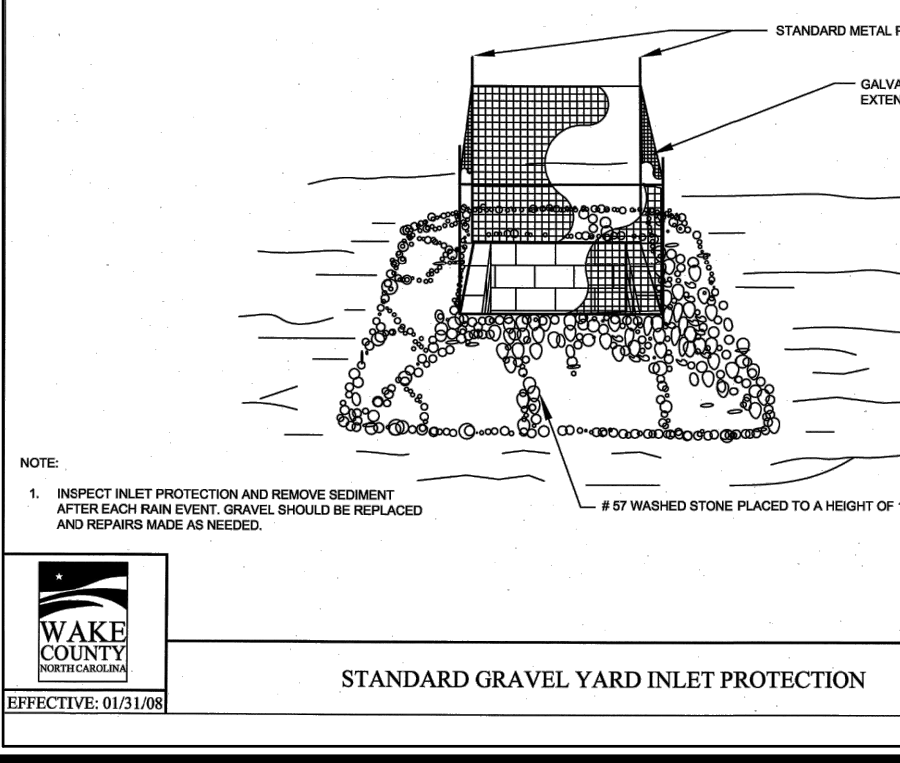 STANDARD METAL
GALVA
EXTEN
NOTE:
1. INSPECT INLET PROTECTION AND REMOVE SEDIMENT
AFTER EACH RAIN EVENT. GRAVEL SHOULD BE REPLACED
AND REPAIRS MADE AS NEEDED.
# 57 WASHED STONE PLACED TO A HEIGHT OF
WAKE
COUNTY
NORTH CAROLINA
EFFECTIVE: 01/31/08
STANDARD GRAVEL YARD INLET PROTECTION